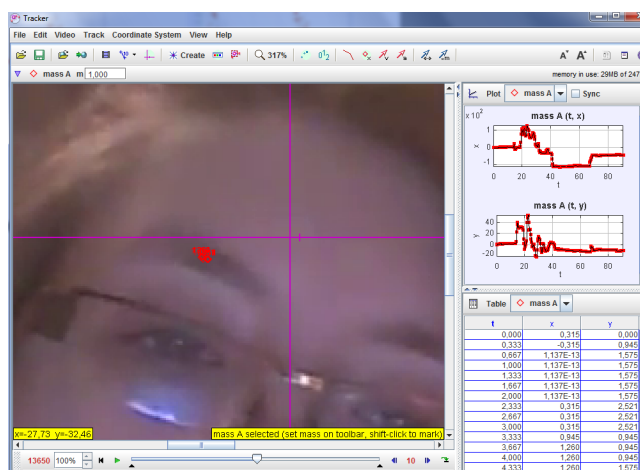 Tracker
File Edit Video Track Coordinate System View Help
Create 317%
mass A m 1,000 memory in use: 29MB of 247
Plot mass A Sync
x 10²
mass A (t, x)
1
0
-1
x
0 20 40 60 80
t
mass A (t, y)
40
20
0
-20
y
0 20 40 60 80
t
Table mass A
t x y
0,000 0,315 0,000
0,333 -0,315 0,945
0,667 1,137E-13 1,575
1,000 1,137E-13 1,575
1,333 1,137E-13 1,575
1,667 1,137E-13 1,575
2,000 1,137E-13 1,575
2,333 0,315 2,521
2,667 0,315 2,521
3,000 0,315 2,521
3,333 0,945 0,945
3,667 1,260 0,945
4,000 1,260 0,945
4,333 1,260 1,575
x=-27,73 y=-32,46 mass A selected (set mass on toolbar, shift-click to mark)
13650 100% 10